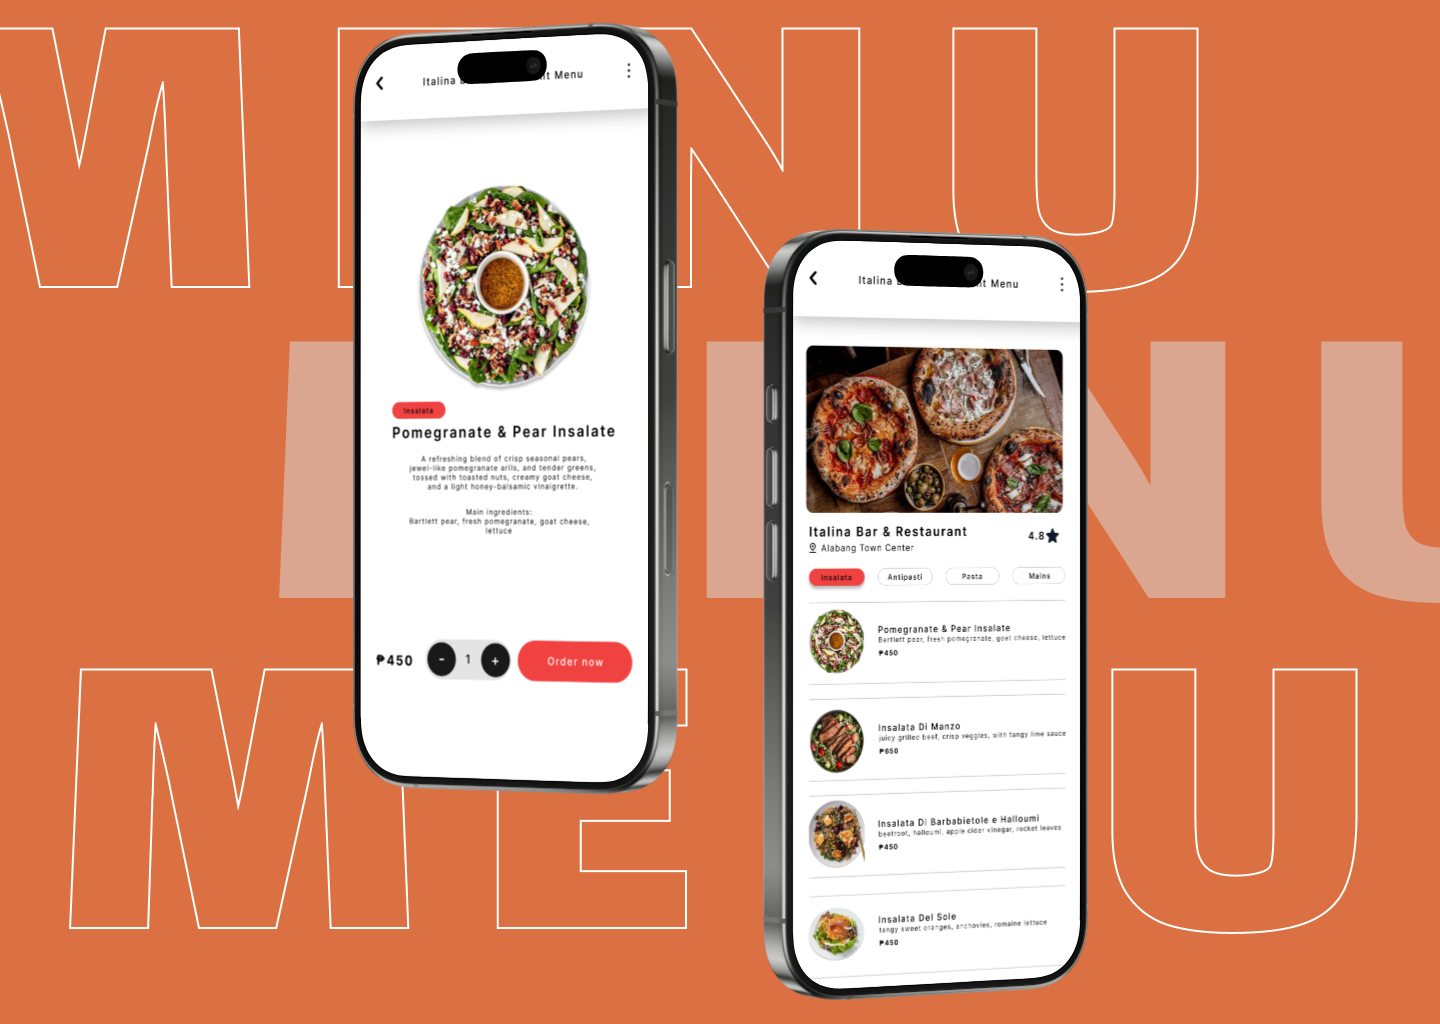 MENU
Italina B
nt Menu
Insalata
Pomegranate & Pear Insalate
A refreshing blend of crisp seasonal pears,
jewel-like pomegranate arils, and tender greens,
tossed with toasted nuts, creamy goat cheese,
and a light honey-balsamic vinaigrette.
Main ingredients:
Bartlett pear, fresh pomegranate, goat cheese,
lettuce
₱450
- 1 +
Order now
Italina
nt Menu
Italina Bar & Restaurant
4.8
Alabang Town Center
Insalata Antipasti Pasta Mains
Pomegranate & Pear Insalate
Bartlett pear, fresh pomegranate, goat cheese, lettuce
₱450
Insalata Di Manzo
juicy grilled beef, crisp veggies, with tangy lime sauce
₱650
Insalata Di Barbabietole e Halloumi
beetroot, halloumi, apple cider vinegar, rocket leaves
₱450
Insalata Del Sole
tangy sweet oranges, anchovies, romaine lettuce
₱450
MENU
MENU